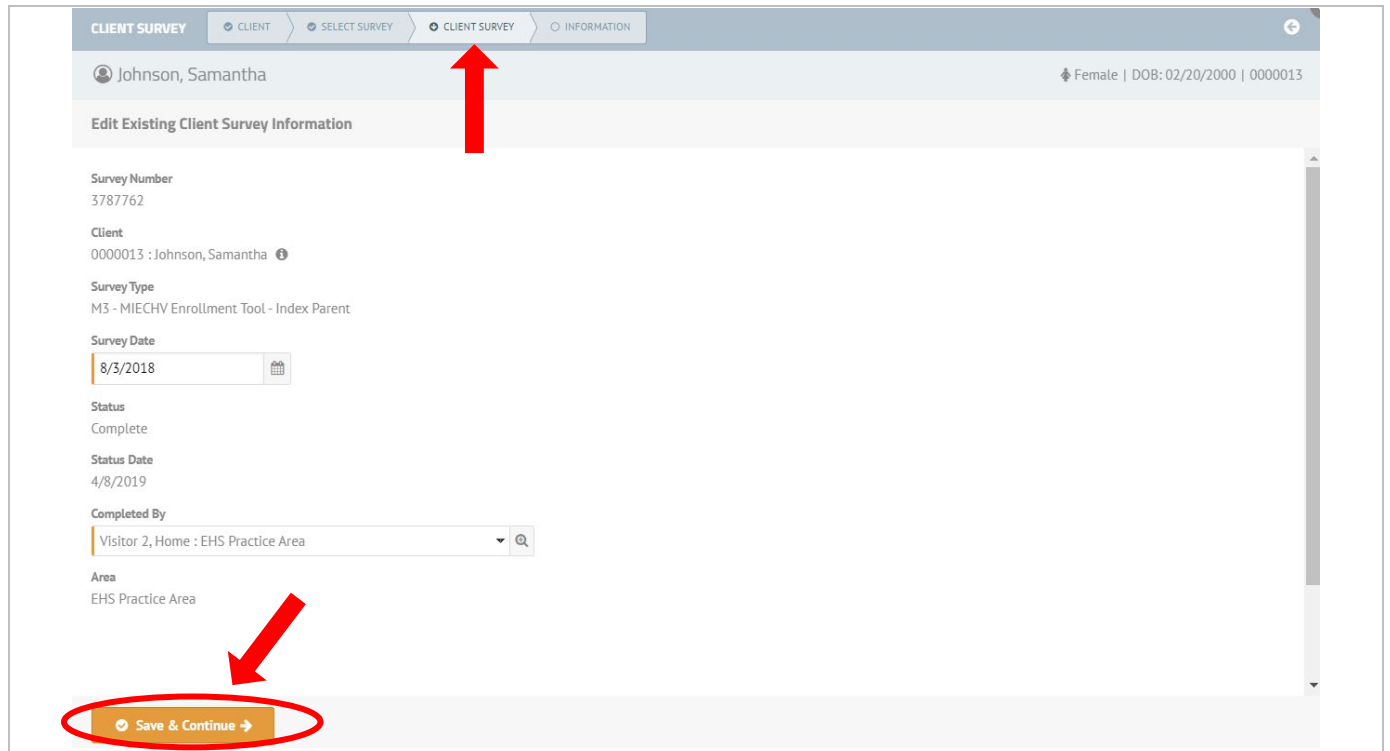 CLIENT SURVEY CLIENT SELECT SURVEY CLIENT SURVEY INFORMATION
Johnson, Samantha Female | DOB: 02/20/2000 | 0000013
Edit Existing Client Survey Information
Survey Number
3787762
Client
0000013 : Johnson, Samantha
Survey Type
M3 - MIECHV Enrollment Tool - Index Parent
Survey Date
8/3/2018
Status
Complete
Status Date
4/8/2019
Completed By
Visitor 2, Home : EHS Practice Area
Area
EHS Practice Area
Save & Continue